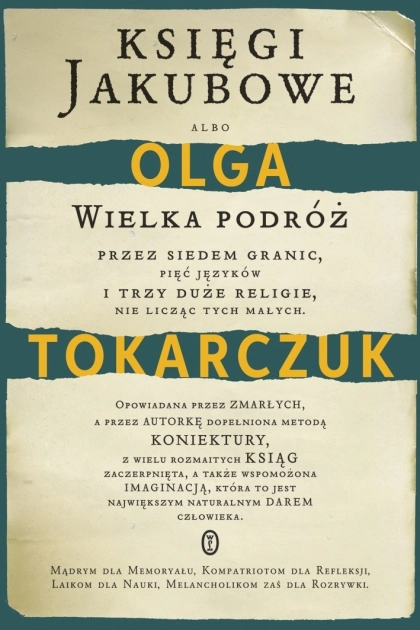 KSIĘGI
JAKUBOWE
ALBO
OLGA
WIELKA PODRÓŻ
PRZEZ SIEDEM GRANIC,
PIĘĆ JĘZYKÓW
I TRZY DUŻE RELIGIE,
NIE LICZĄC TYCH MAŁYCH.
TOKARCZUK
OPOWIADANA PRZEZ ZMARŁYCH,
A PRZEZ AUTORKĘ DOPEŁNIONA METODĄ
KONIEKTURY,
Z WIELU ROZMAITYCH KSIĄG
ZACZERPNIĘTA, A TAKŻE WSPOMOŻONA
IMAGINACJĄ, KTÓRA TO JEST
NAJWIĘKSZYM NATURALNYM DAREM
CZŁOWIEKA.
MĄDRYM DLA MEMORYAŁU, KOMPATRIOTOM DLA REFLEKSJI,
LAIKOM DLA NAUKI, MELANCHOLIKOM ZAŚ DLA ROZRYWKI.